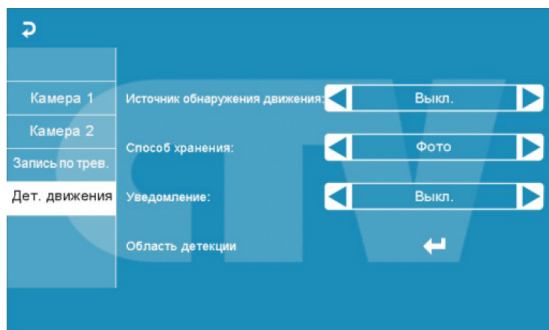 Камера 1
Источник обнаружения движения:
Выкл.
Камера 2
Способ хранения:
Фото
Запись по трев.
Дет. движения
Уведомление:
Выкл.
Область детекции
CTV